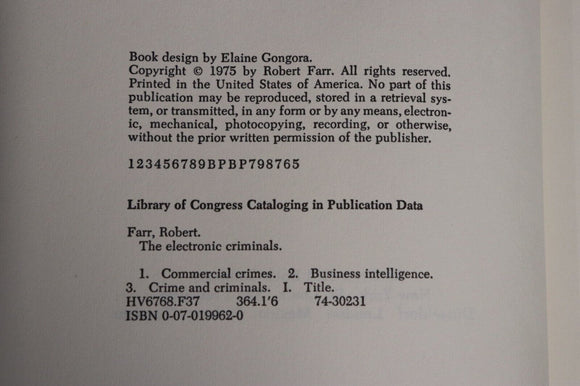 Book design by Elaine Gongora.
Copyright © 1975 by Robert Farr. All rights reserved.
Printed in the United States of America. No part of this
publication may be reproduced, stored in a retrieval sys-
tem, or transmitted, in any form or by any means, electron-
ic, mechanical, photocopying, recording, or otherwise,
without the prior written permission of the publisher.
123456789BPBP798765
Library of Congress Cataloging in Publication Data
Farr, Robert.
The electronic criminals.
1. Commercial crimes. 2. Business intelligence.
3. Crime and criminals. I. Title.
HV6768.F37 364.1'6 74-30231
ISBN 0-07-019962-0